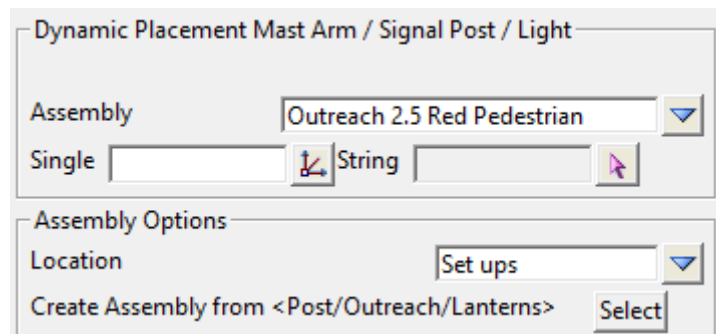 Dynamic Placement Mast Arm / Signal Post / Light
Assembly Outreach 2.5 Red Pedestrian
Single String
Assembly Options
Location Set ups
Create Assembly from <Post/Outreach/Lanterns> Select